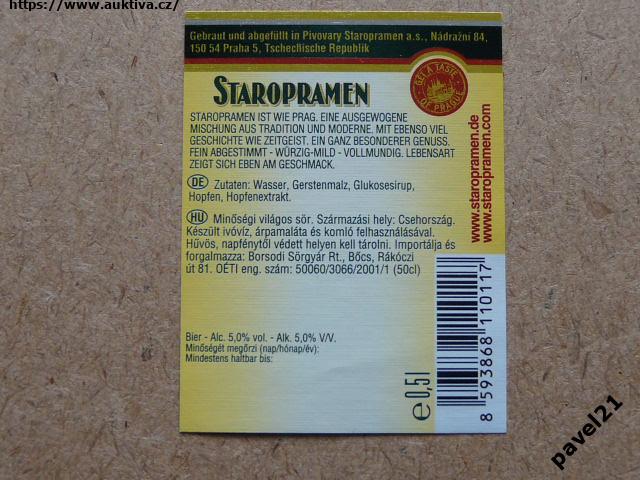 https://www.auktiva.cz/
Gebraut und abgefüllt in Pivovary Staropramen a.s., Nádražní 84,
150 54 Praha 5, Tschechische Republik
GET A TASTE
OF PRAGUE
STAROPRAMEN
STAROPRAMEN IST WIE PRAG. EINE AUSGEWOGENE
MISCHUNG AUS TRADITION UND MODERNE. MIT EBENSO VIEL
GESCHICHTE WIE ZEITGEIST. EIN GANZ BESONDERER GENUSS.
FEIN ABGESTIMMT - WÜRZIG-MILD - VOLLMUNDIG. LEBENSART
ZEIGT SICH EBEN AM GESCHMACK.
DE Zutaten: Wasser, Gerstenmalz, Glukosesirup,
Hopfen, Hopfenextrakt.
HU Minőségi világos sör. Származási hely: Csehország.
Készült ivóvíz, árpamaláta és komló felhasználásával.
Hűvös, napfénytől védett helyen kell tárolni. Importálja és
forgalmazza: Borsodi Sörgyár Rt., Bőcs, Rákóczi
út 81. OÉTI eng. szám: 50060/3066/2001/1 (50cl)
Bier - Alc. 5,0% vol. - Alk. 5,0% V/V.
Minőségét megőrzi (nap/hónap/év):
Mindestens haltbar bis:
www.staropramen.de
www.staropramen.com
e 0,5l
8 593868 110117
pavel21